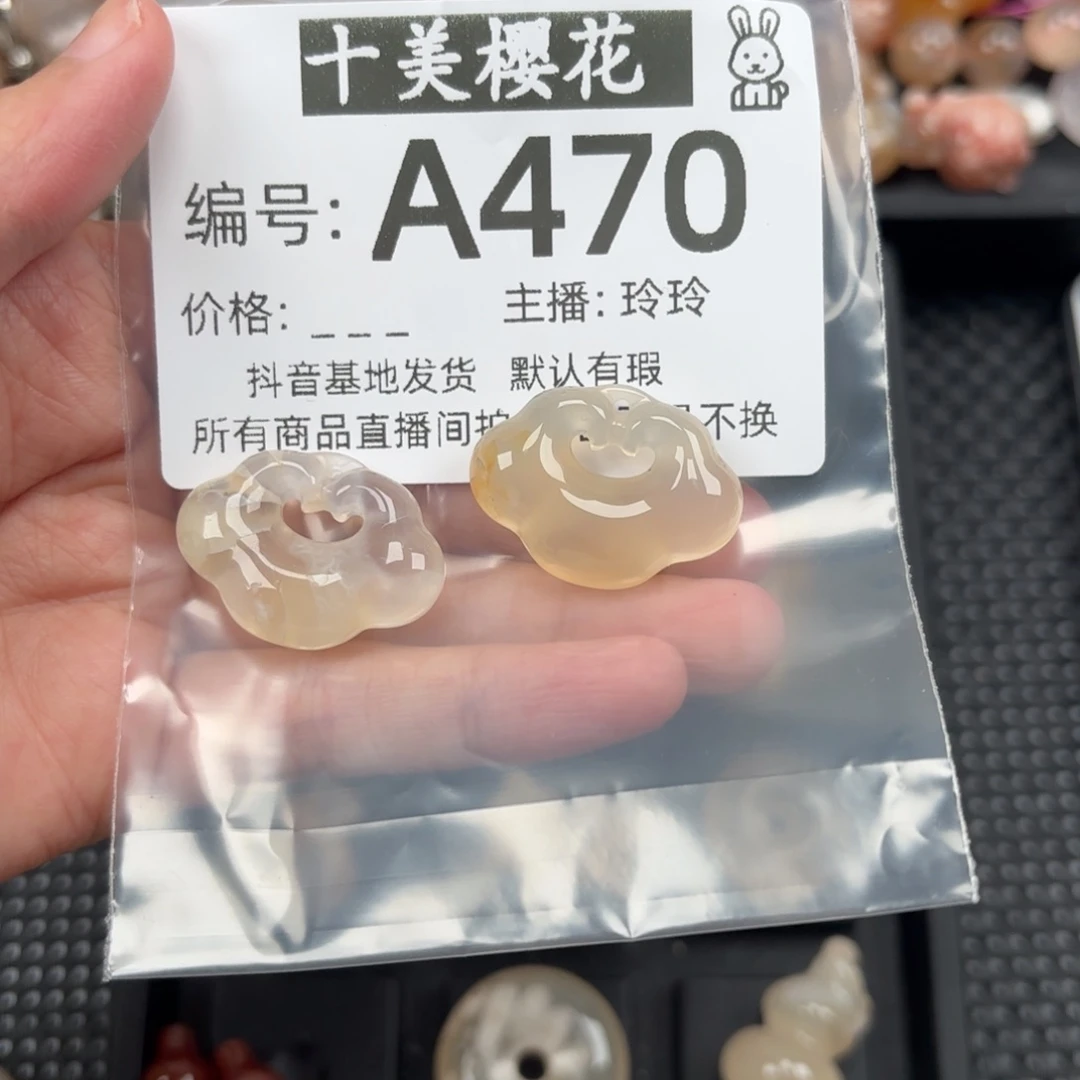 十美樱花
编号: A470
价格: _ _ _ 主播: 玲玲
抖音基地发货 默认有瑕
所有商品直播间拍 不换